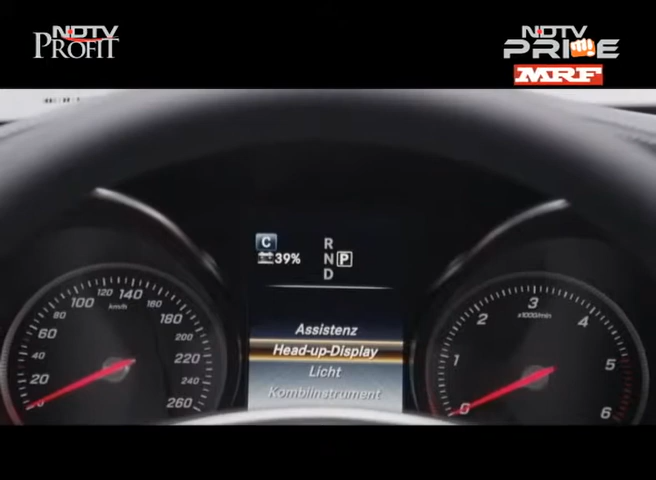 NDTV
PROFIT
NDTV
PRIME
MRF
C
39%
R
N P
D
Assistenz
Head-up-Display
Licht
Kombiinstrument
20
40
60
80
100
120
140
160
180
200
220
240
260
km/h
0
1
2
3
4
5
6
x1000/min